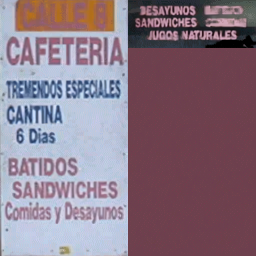 CALLE 8
CAFETERIA
TREMENDOS ESPECIALES
CANTINA
6 Dias
BATIDOS
SANDWICHES
Comidas y Desayunos
DESAYUNOS
SANDWICHES
JUGOS NATURALES